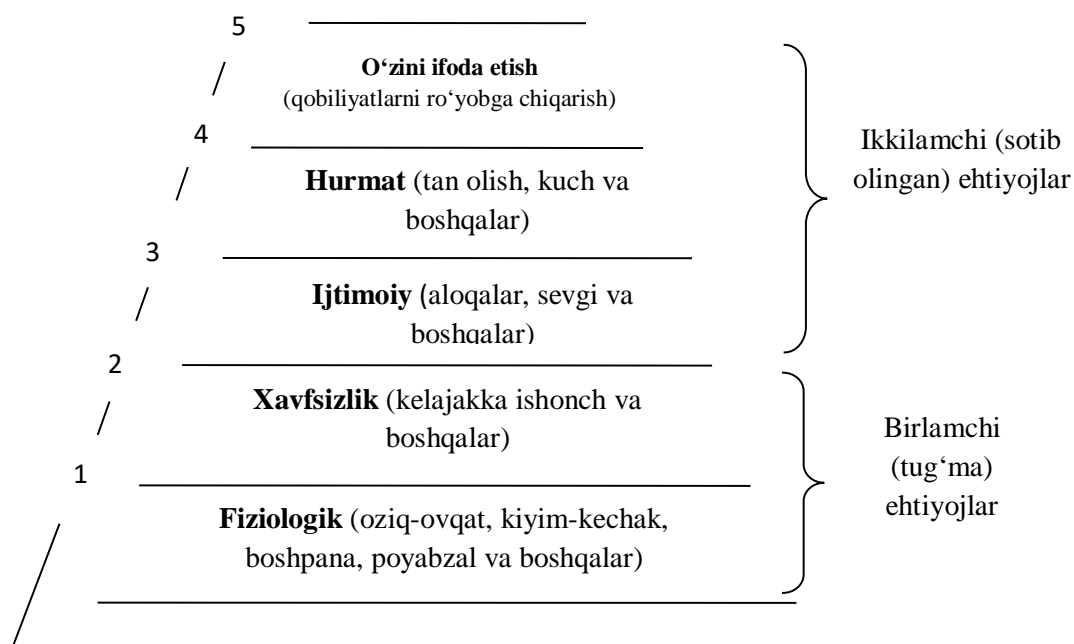 5
O‘zini ifoda etish
(qobiliyatlarni ro‘yobga chiqarish)
4
Hurmat (tan olish, kuch va
boshqalar)
3
Ijtimoiy (aloqalar, sevgi va
boshqalar)
2
Xavfsizlik (kelajakka ishonch va
boshqalar)
1
Fiziologik (oziq-ovqat, kiyim-kechak,
boshpana, poyabzal va boshqalar)
Ikkilamchi (sotib
olingan) ehtiyojlar
Birlamchi
(tug‘ma)
ehtiyojlar